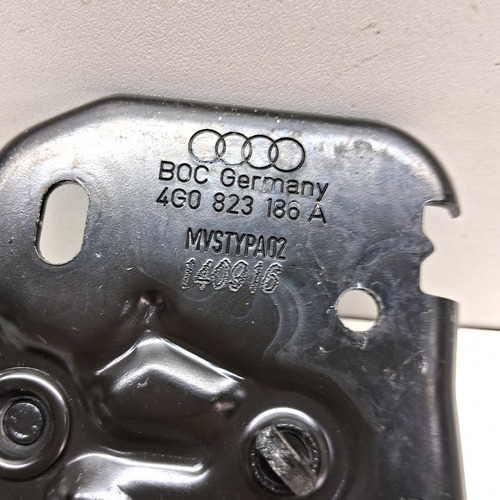 BOC Germany
4G0 823 186 A
MVSTYPA02
140916